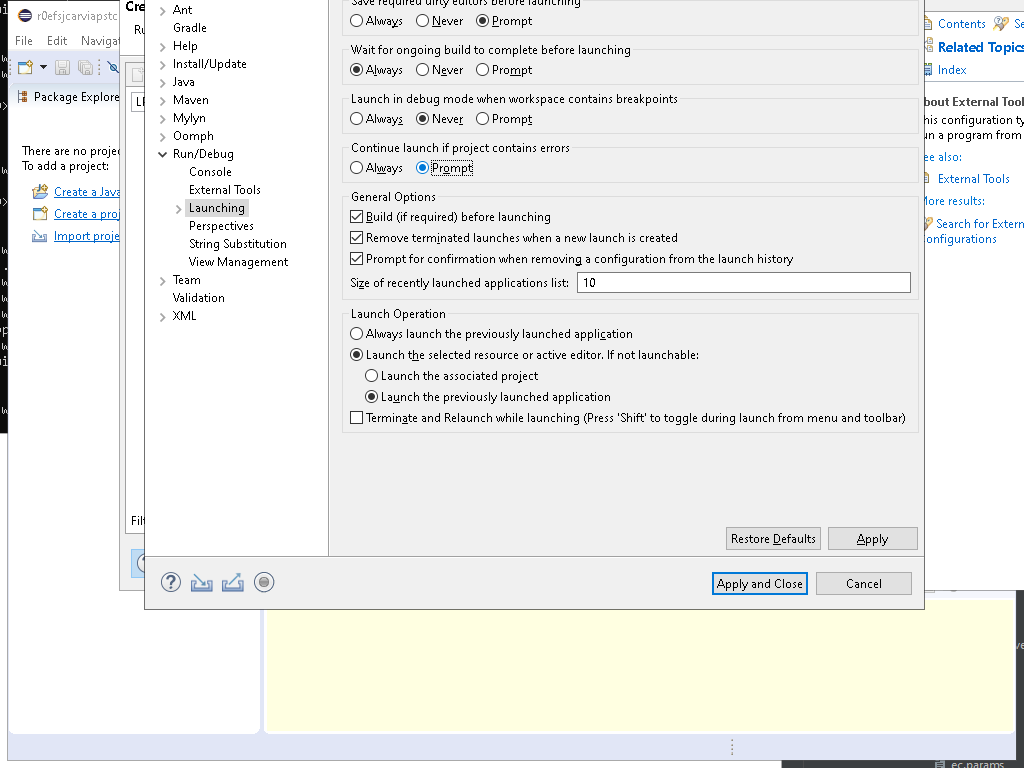 r0efsjcarviapstc
File Edit Navigat
Package Explore
There are no projec
To add a project:
Create a Java
Create a proj
Import proje
Cre
Ru
Filt
Ant
Gradle
Help
Install/Update
Java
Maven
Mylyn
Oomph
Run/Debug
Console
External Tools
Launching
Perspectives
String Substitution
View Management
Team
Validation
XML
Save required dirty editors before launching
Always Never Prompt
Wait for ongoing build to complete before launching
Always Never Prompt
Launch in debug mode when workspace contains breakpoints
Always Never Prompt
Continue launch if project contains errors
Always Prompt
General Options
Build (if required) before launching
Remove terminated launches when a new launch is created
Prompt for confirmation when removing a configuration from the launch history
Size of recently launched applications list: 10
Launch Operation
Always launch the previously launched application
Launch the selected resource or active editor. If not launchable:
Launch the associated project
Launch the previously launched application
Terminate and Relaunch while launching (Press 'Shift' to toggle during launch from menu and toolbar)
Restore Defaults Apply
Apply and Close Cancel
Contents Se
Related Topics
Index
bout External Tool
his configuration ty
un a program from
ee also:
External Tools
More results:
Search for Extern
onfigurations
ec.params